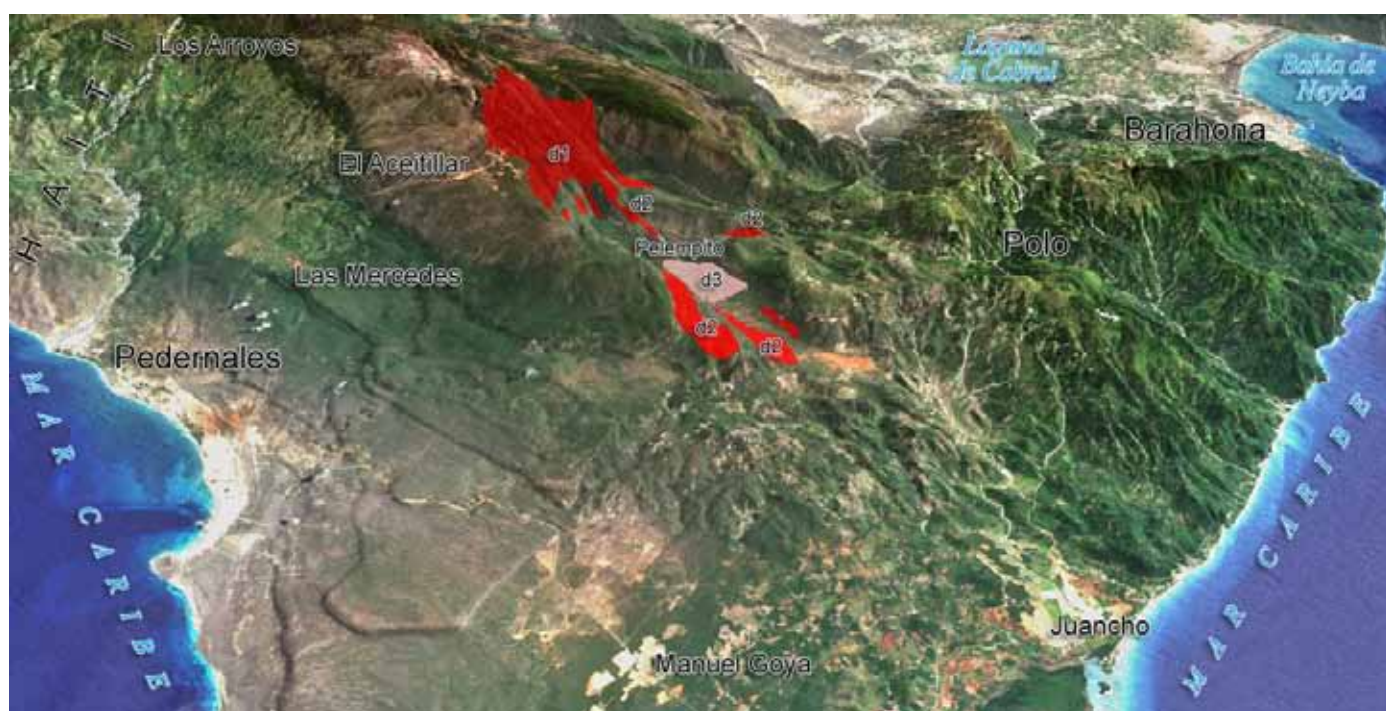 Los Arroyos
Laguna
de Cabral
Bahía de
Neyba
HAITI
Barahona
d1
El Aceitillar
d2
d2
Polo
Pelempito
Las Mercedes
d3
d2
d2
Pedernales
MAR CARIBE
MAR CARIBE
Juancho
Manuel Goya